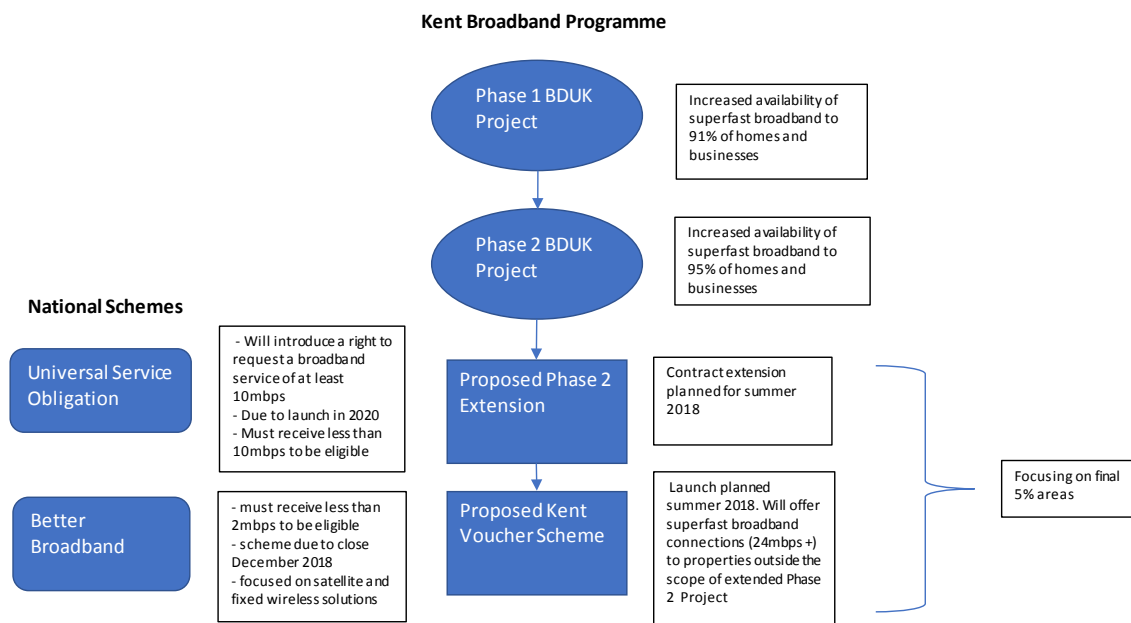 Kent Broadband Programme
Phase 1 BDUK
Project
Increased availability of
superfast broadband to
91% of homes and
businesses
Phase 2 BDUK
Project
Increased availability of
superfast broadband to
95% of homes and
businesses
National Schemes
Universal Service
Obligation
- Will introduce a right to
request a broadband
service of at least
10mbps
- Due to launch in 2020
- Must receive less than
10mbps to be eligible
Proposed Phase 2
Extension
Contract extension
planned for summer
2018
Better
Broadband
- must receive less than
2mbps to be eligible
- scheme due to close
December 2018
- focused on satellite and
fixed wireless solutions
Proposed Kent
Voucher Scheme
Launch planned
summer 2018. Will offer
superfast broadband
connections (24mbps +)
to properties outside the
scope of extended Phase
2 Project
Focusing on final
5% areas